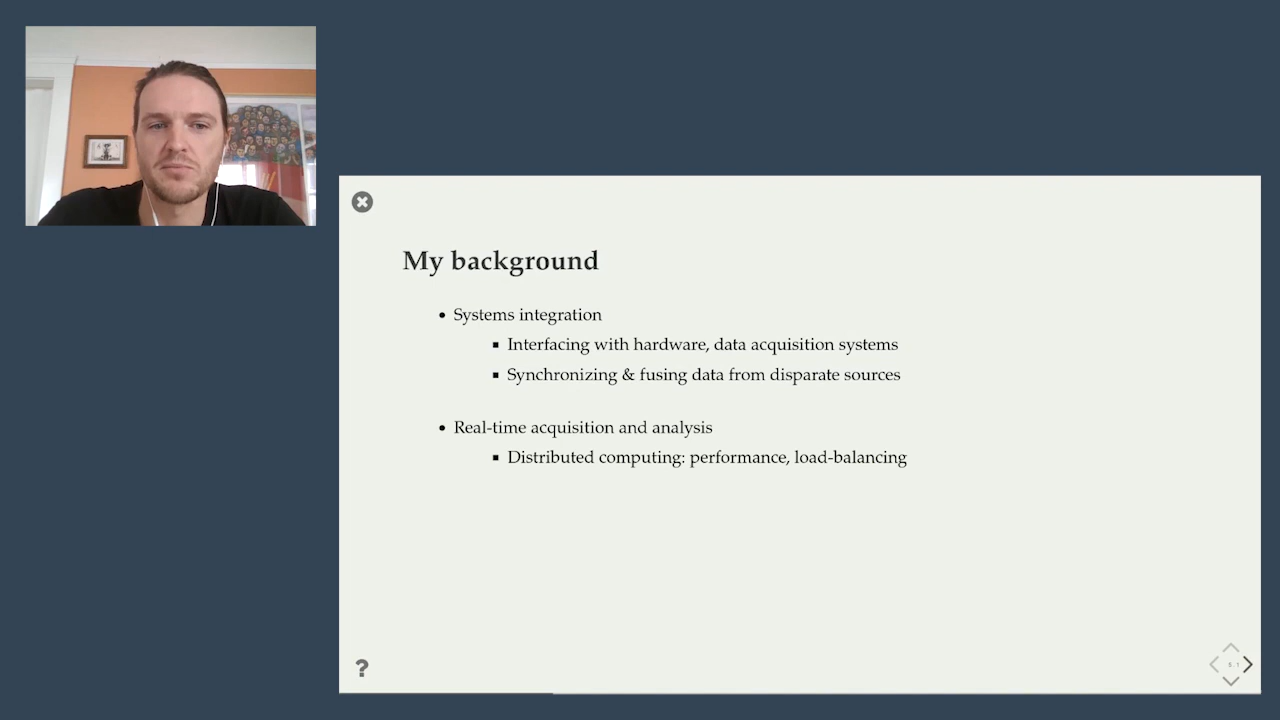 My background
• Systems integration
▪ Interfacing with hardware, data acquisition systems
▪ Synchronizing & fusing data from disparate sources
• Real-time acquisition and analysis
▪ Distributed computing: performance, load-balancing
?